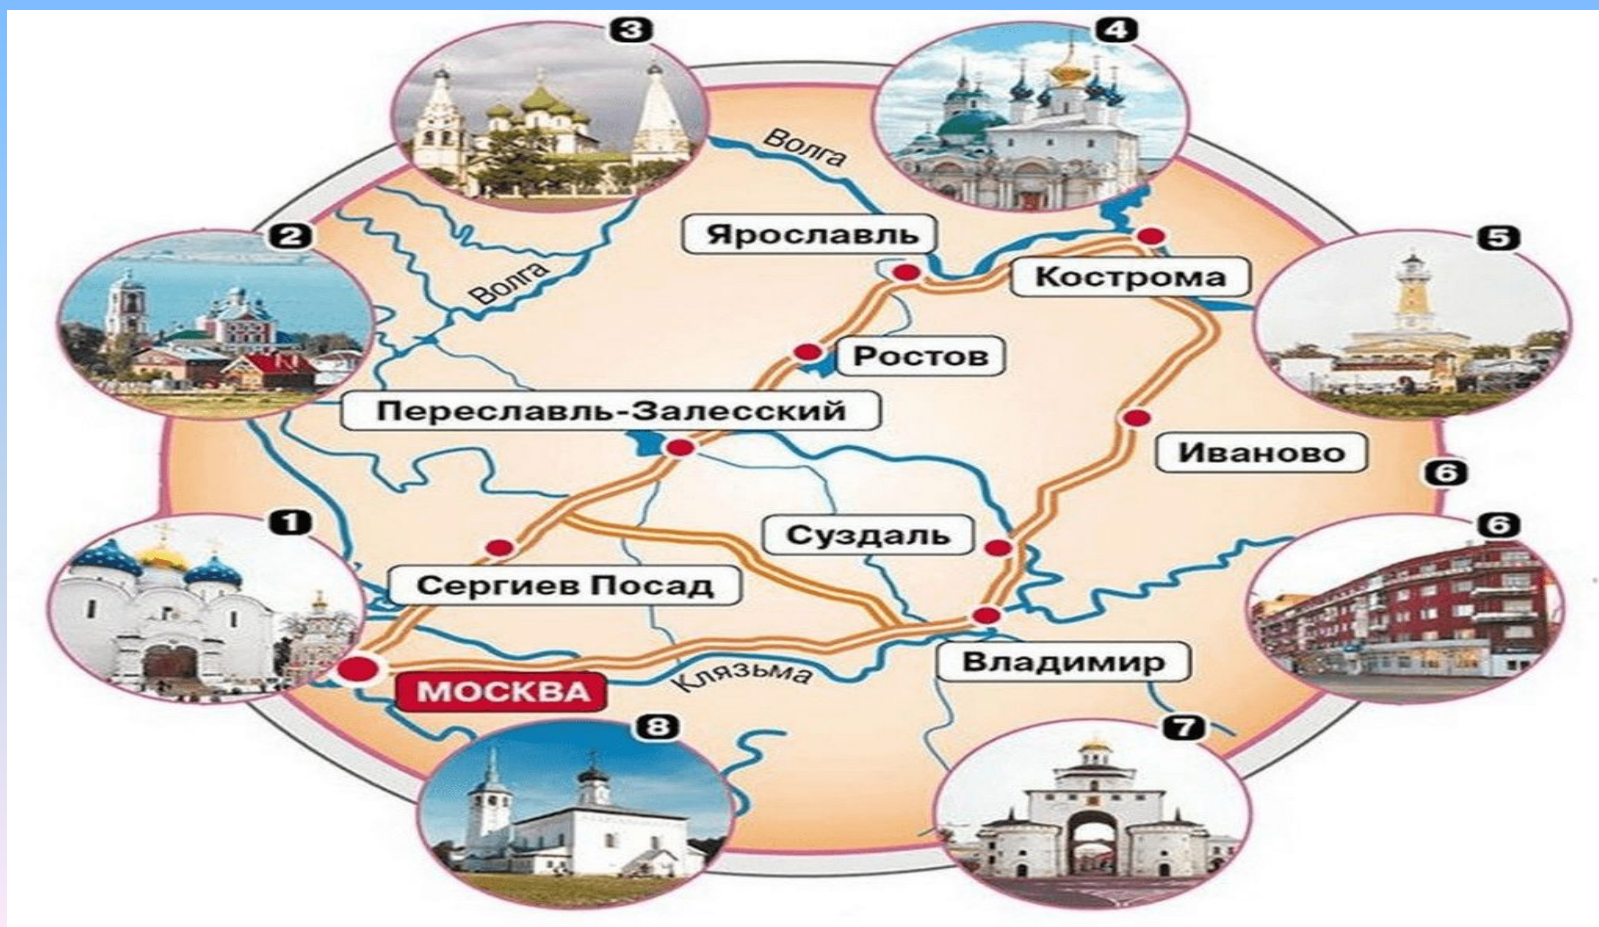 3
4
Волга
2
Ярославль
5
Кострома
Волга
Ростов
Переславль-Залесский
Иваново
6
1
Суздаль
6
Сергиев Посад
Владимир
МОСКВА
Клязьма
8
7